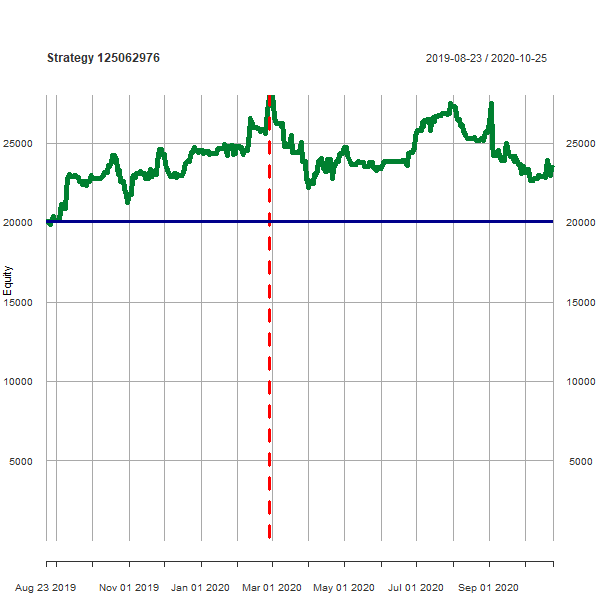 Strategy 125062976
2019-08-23 / 2020-10-25
25000
25000
20000
20000
Equity
15000
15000
10000
10000
5000
5000
Aug 23 2019
Nov 01 2019
Jan 01 2020
Mar 01 2020
May 01 2020
Jul 01 2020
Sep 01 2020